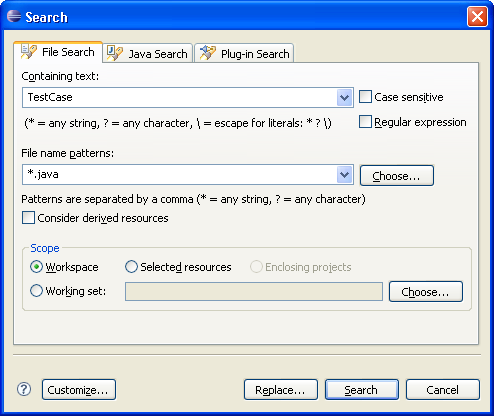 Search
File Search Java Search Plug-in Search
Containing text:
TestCase
Case sensitive
(* = any string, ? = any character, \ = escape for literals: * ? \)
Regular expression
File name patterns:
*.java
Choose...
Patterns are separated by a comma (* = any string, ? = any character)
Consider derived resources
Scope
Workspace Selected resources Enclosing projects
Working set: Choose...
? Customize... Replace... Search Cancel